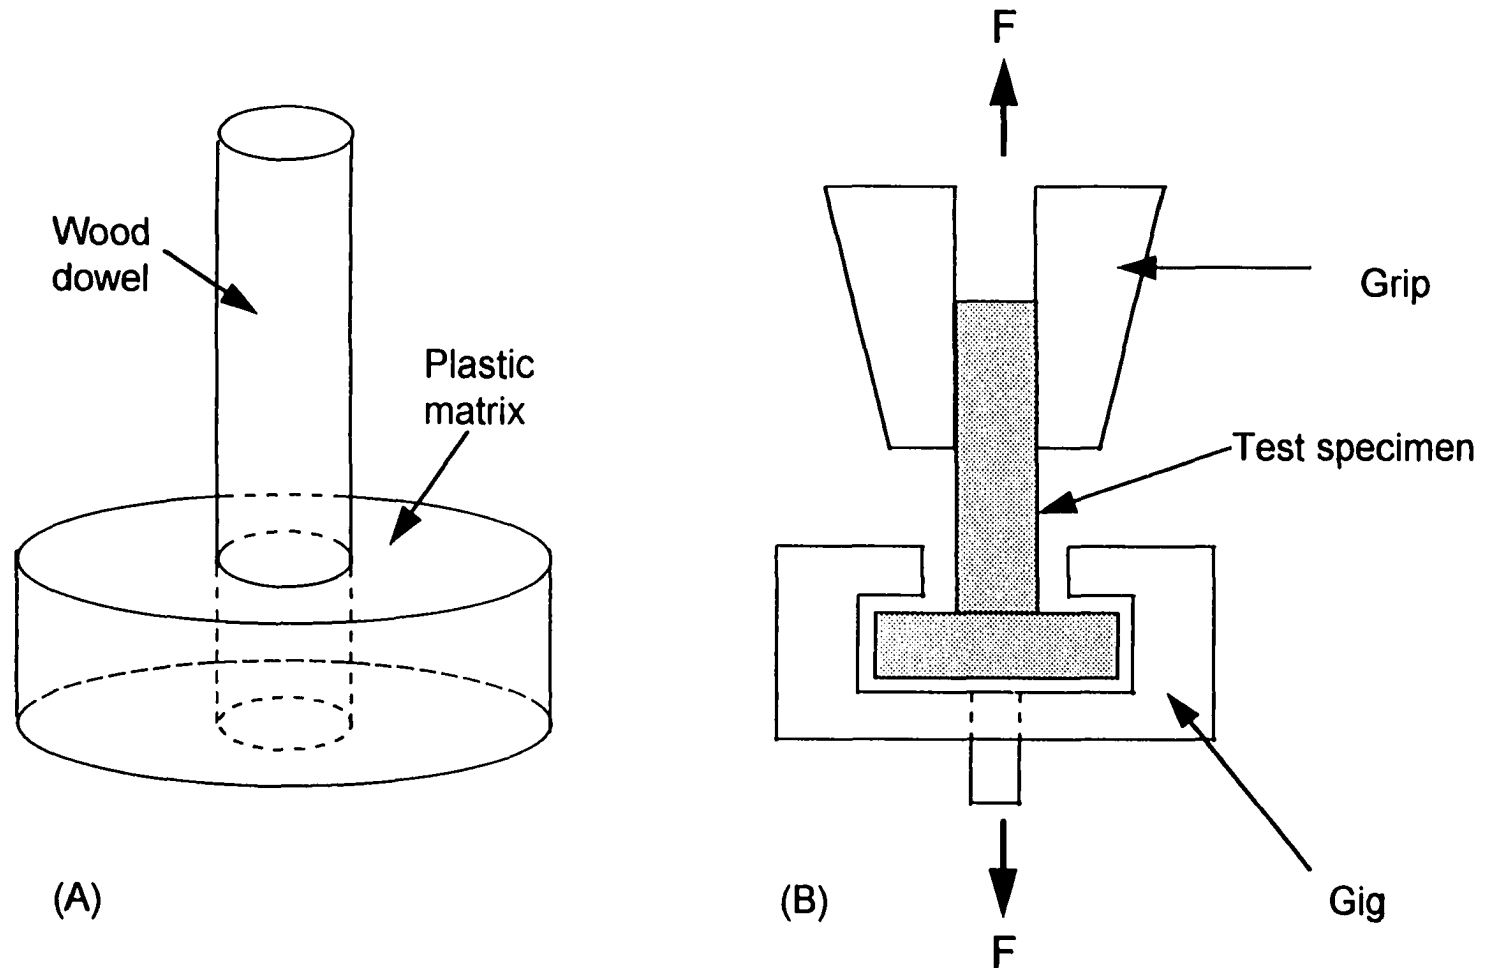 Wood
dowel
Plastic
matrix
(A)
F
Grip
Test specimen
Gig
(B)
F